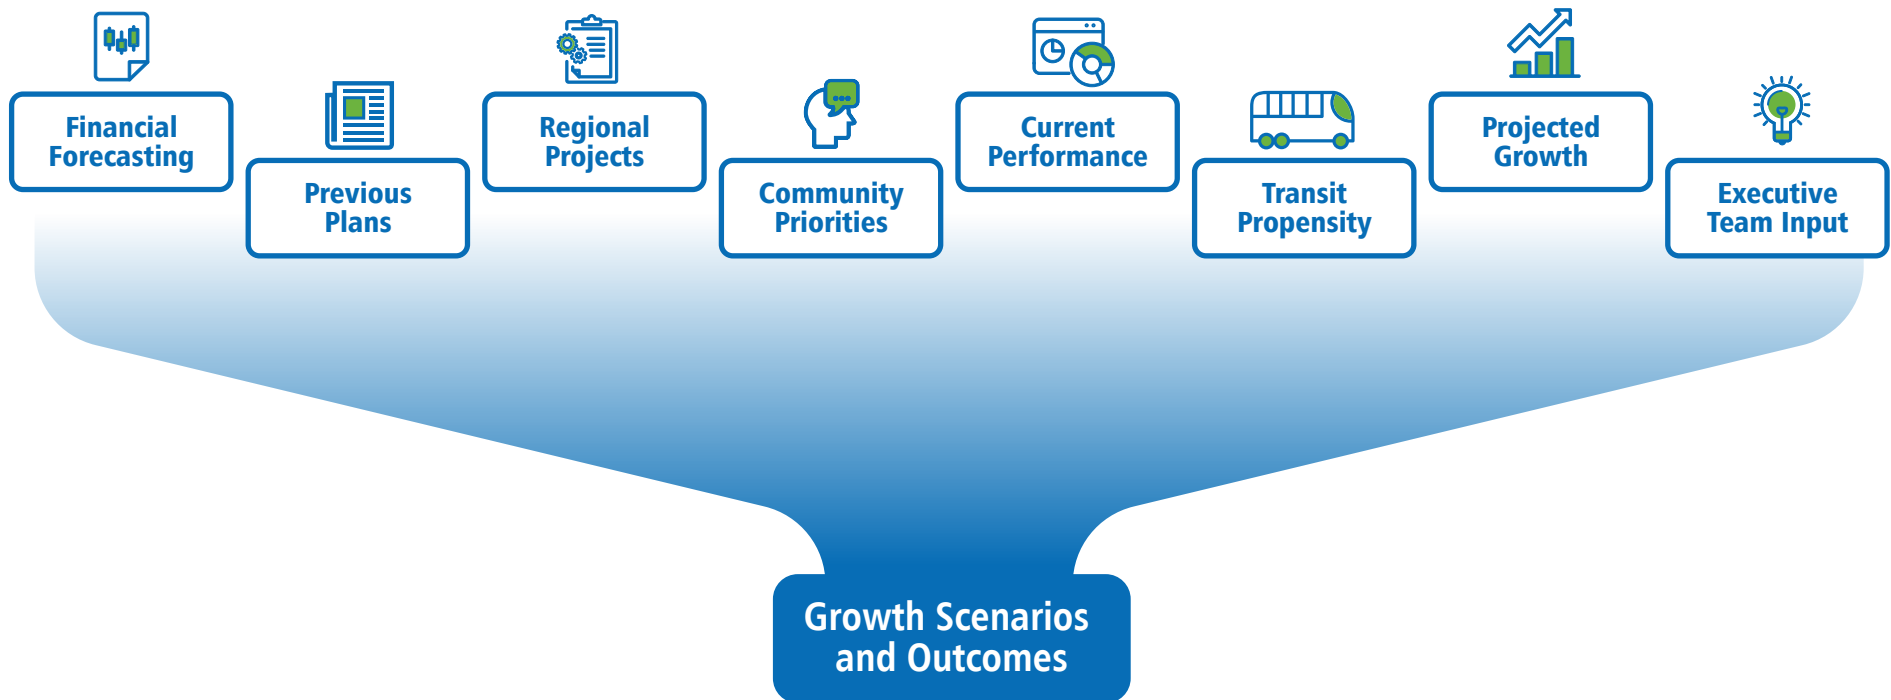 Financial
Forecasting
Previous
Plans
Regional
Projects
Community
Priorities
Current
Performance
Transit
Propensity
Projected
Growth
Executive
Team Input
Growth Scenarios
and Outcomes